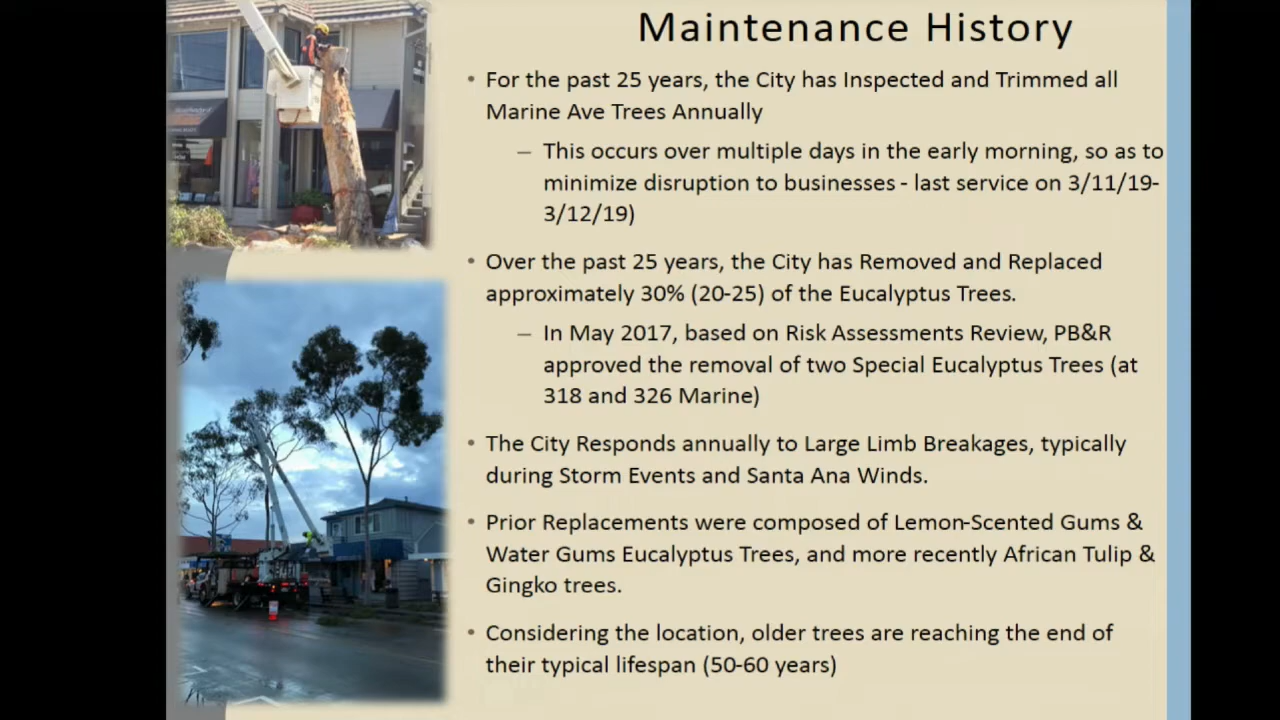 Maintenance History
• For the past 25 years, the City has Inspected and Trimmed all
Marine Ave Trees Annually
– This occurs over multiple days in the early morning, so as to
minimize disruption to businesses - last service on 3/11/19-
3/12/19)
• Over the past 25 years, the City has Removed and Replaced
approximately 30% (20-25) of the Eucalyptus Trees.
– In May 2017, based on Risk Assessments Review, PB&R
approved the removal of two Special Eucalyptus Trees (at
318 and 326 Marine)
• The City Responds annually to Large Limb Breakages, typically
during Storm Events and Santa Ana Winds.
• Prior Replacements were composed of Lemon-Scented Gums &
Water Gums Eucalyptus Trees, and more recently African Tulip &
Gingko trees.
• Considering the location, older trees are reaching the end of
their typical lifespan (50-60 years)